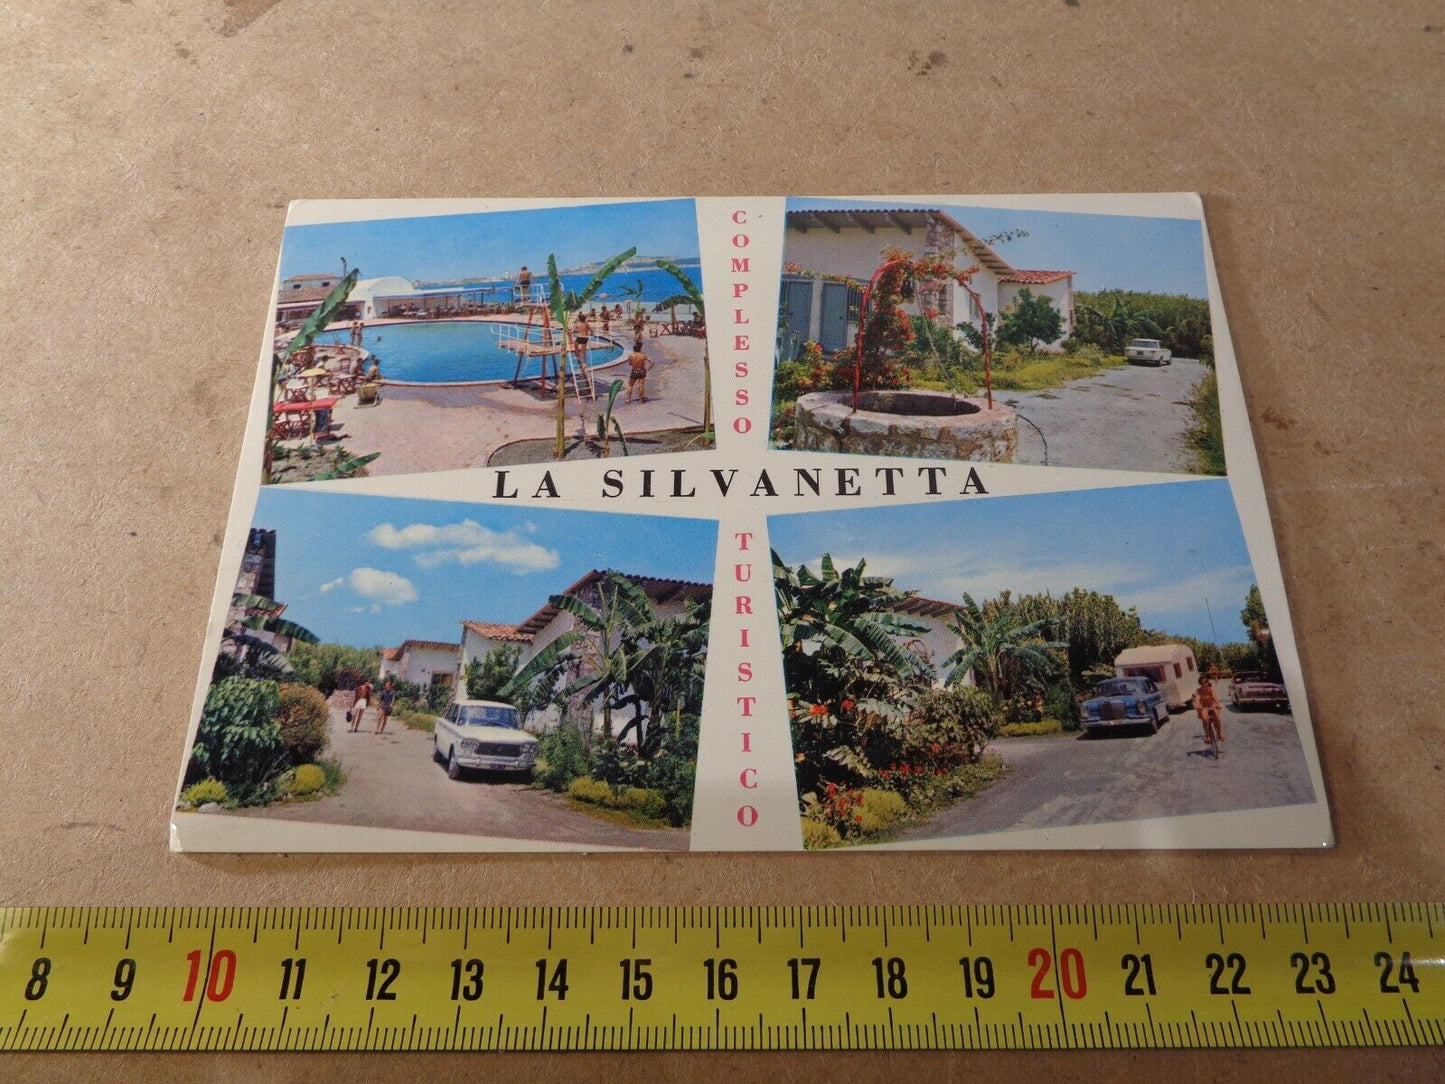 COMPLESSO
LA SILVANETTA
TURISTICO
8 9 10 11 12 13 14 15 16 17 18 19 20 21 22 23 24